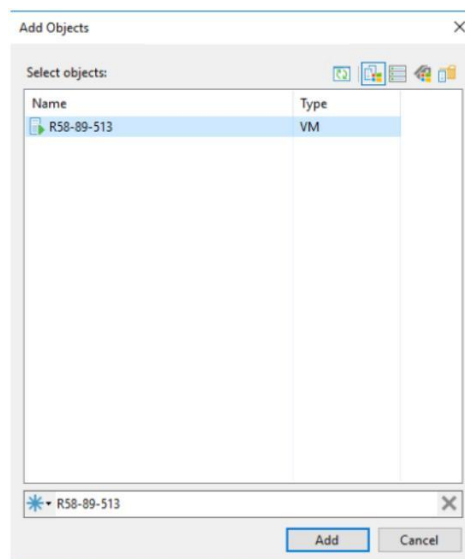 Add Objects
Select objects:
Name Type
R58-89-513 VM
R58-89-513
Add Cancel